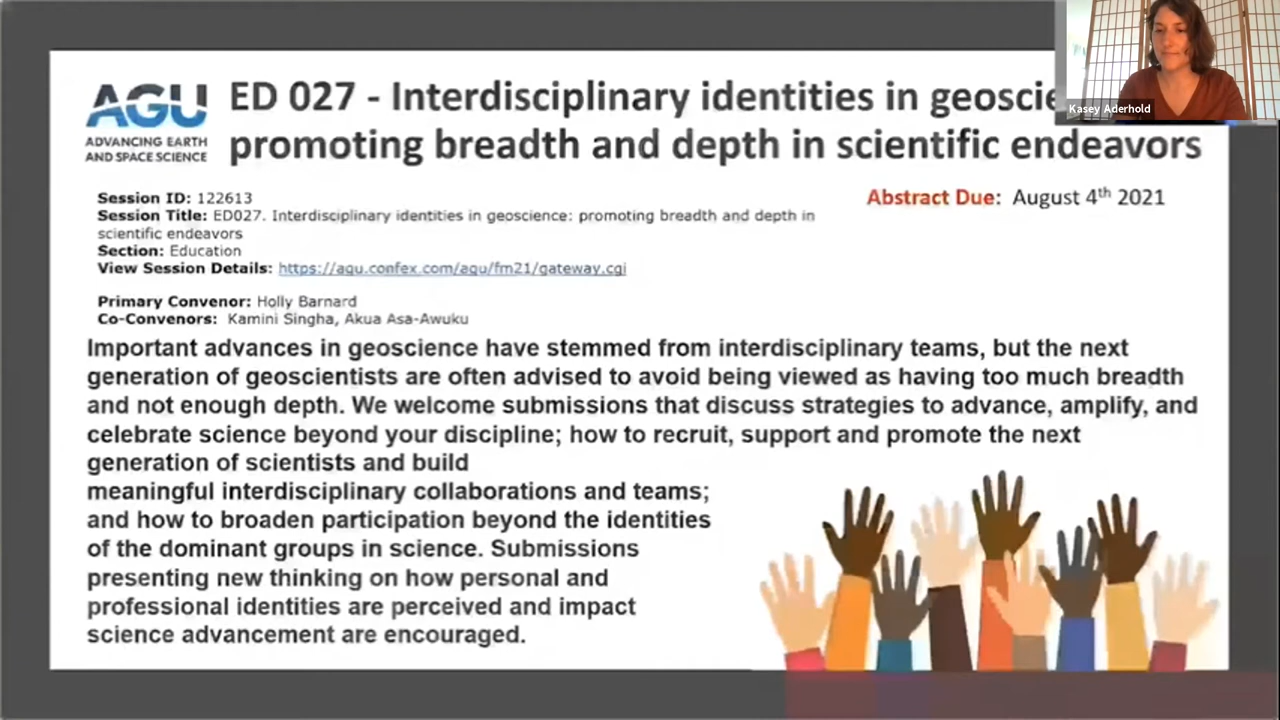 AGU
ADVANCING EARTH
AND SPACE SCIENCE
ED 027 - Interdisciplinary identities in geoscie
promoting breadth and depth in scientific endeavors
Kasey Aderhold
Session ID: 122613
Session Title: ED027. Interdisciplinary identities in geoscience: promoting breadth and depth in
scientific endeavors
Section: Education
View Session Details: https://agu.confex.com/agu/fm21/gateway.cgi
Abstract Due: August 4th 2021
Primary Convenor: Holly Barnard
Co-Convenors: Kamini Singha, Akua Asa-Awuku
Important advances in geoscience have stemmed from interdisciplinary teams, but the next
generation of geoscientists are often advised to avoid being viewed as having too much breadth
and not enough depth. We welcome submissions that discuss strategies to advance, amplify, and
celebrate science beyond your discipline; how to recruit, support and promote the next
generation of scientists and build
meaningful interdisciplinary collaborations and teams;
and how to broaden participation beyond the identities
of the dominant groups in science. Submissions
presenting new thinking on how personal and
professional identities are perceived and impact
science advancement are encouraged.